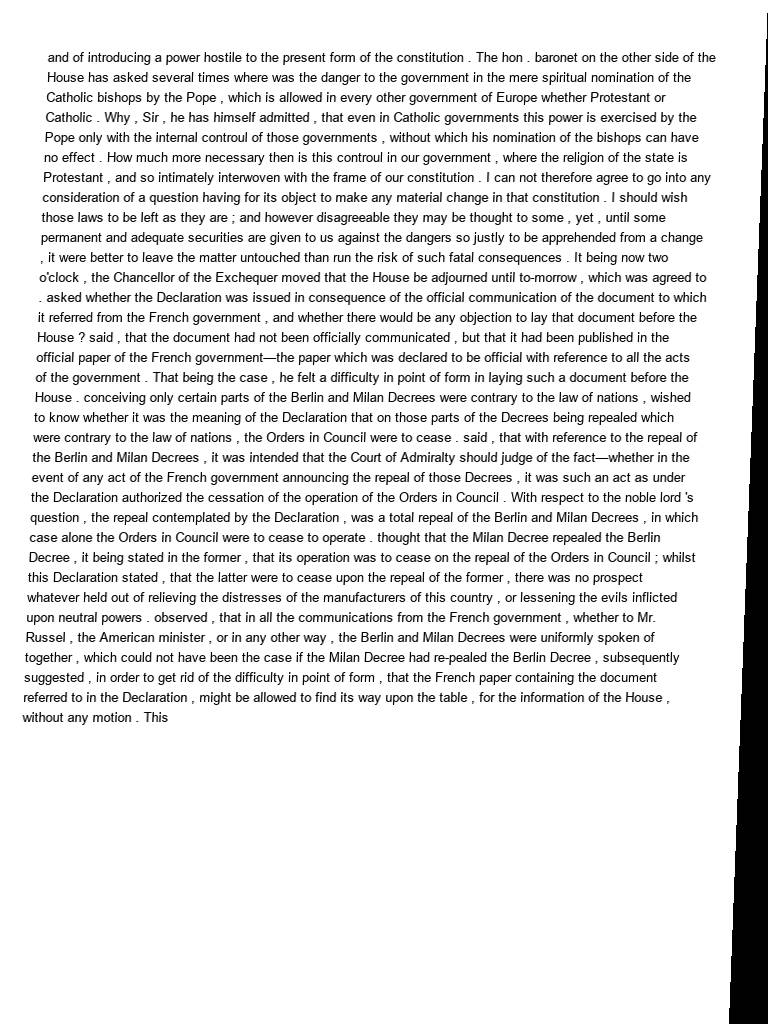 and of introducing a power hostile to the present form of the constitution . The hon . baronet on the other side of the
House has asked several times where was the danger to the government in the mere spiritual nomination of the
Catholic bishops by the Pope , which is allowed in every other government of Europe whether Protestant or
Catholic . Why , Sir , he has himself admitted , that even in Catholic governments this power is exercised by the
Pope only with the internal controul of those governments , without which his nomination of the bishops can have
no effect . How much more necessary then is this controul in our government , where the religion of the state is
Protestant , and so intimately interwoven with the frame of our constitution . I can not therefore agree to go into any
consideration of a question having for its object to make any material change in that constitution . I should wish
those laws to be left as they are ; and however disagreeable they may be thought to some , yet , until some
permanent and adequate securities are given to us against the dangers so justly to be apprehended from a change
, it were better to leave the matter untouched than run the risk of such fatal consequences . It being now two
o'clock , the Chancellor of the Exchequer moved that the House be adjourned until to-morrow , which was agreed to
. asked whether the Declaration was issued in consequence of the official communication of the document to which
it referred from the French government , and whether there would be any objection to lay that document before the
House ? said , that the document had not been officially communicated , but that it had been published in the
official paper of the French government—the paper which was declared to be official with reference to all the acts
of the government . That being the case , he felt a difficulty in point of form in laying such a document before the
House . conceiving only certain parts of the Berlin and Milan Decrees were contrary to the law of nations , wished
to know whether it was the meaning of the Declaration that on those parts of the Decrees being repealed which
were contrary to the law of nations , the Orders in Council were to cease . said , that with reference to the repeal of
the Berlin and Milan Decrees , it was intended that the Court of Admiralty should judge of the fact—whether in the
event of any act of the French government announcing the repeal of those Decrees , it was such an act as under
the Declaration authorized the cessation of the operation of the Orders in Council . With respect to the noble lord 's
question , the repeal contemplated by the Declaration , was a total repeal of the Berlin and Milan Decrees , in which
case alone the Orders in Council were to cease to operate . thought that the Milan Decree repealed the Berlin
Decree , it being stated in the former , that its operation was to cease on the repeal of the Orders in Council ; whilst
this Declaration stated , that the latter were to cease upon the repeal of the former , there was no prospect
whatever held out of relieving the distresses of the manufacturers of this country , or lessening the evils inflicted
upon neutral powers . observed , that in all the communications from the French government , whether to Mr.
Russel , the American minister , or in any other way , the Berlin and Milan Decrees were uniformly spoken of
together , which could not have been the case if the Milan Decree had re-pealed the Berlin Decree , subsequently
suggested , in order to get rid of the difficulty in point of form , that the French paper containing the document
referred to in the Declaration , might be allowed to find its way upon the table , for the information of the House ,
without any motion . This